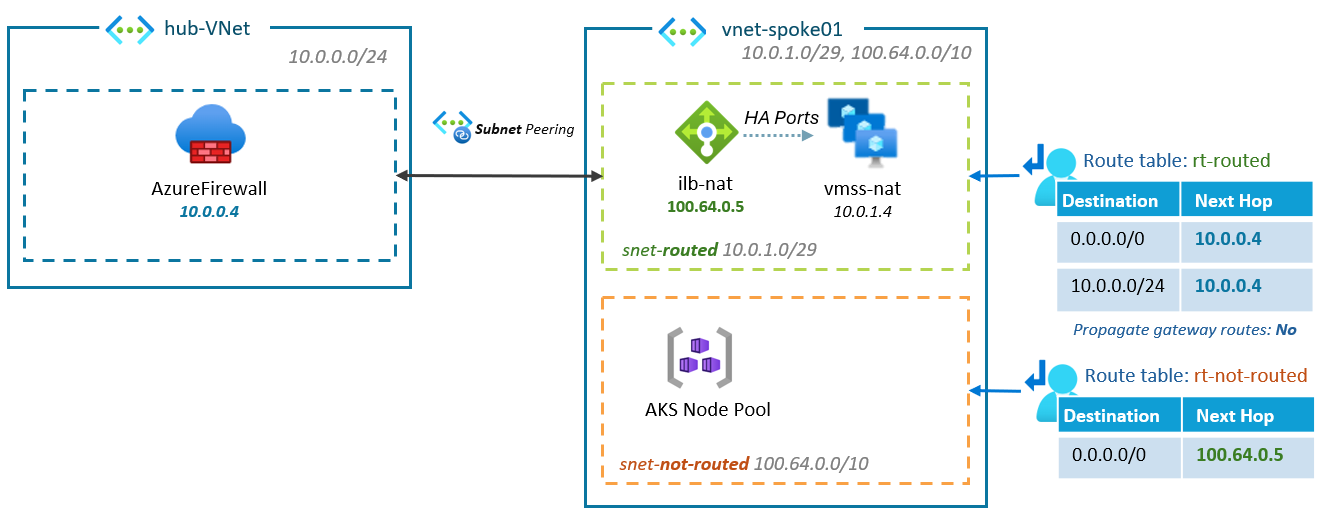 hub-VNet
10.0.0.0/24
AzureFirewall
10.0.0.4
Subnet Peering
vnet-spoke01
10.0.1.0/29, 100.64.0.0/10
HA Ports
ilb-nat
100.64.0.5
vmss-nat
10.0.1.4
snet-routed 10.0.1.0/29
AKS Node Pool
snet-not-routed 100.64.0.0/10
Route table: rt-routed
Destination Next Hop
0.0.0.0/0 10.0.0.4
10.0.0.0/24 10.0.0.4
Propagate gateway routes: No
Route table: rt-not-routed
Destination Next Hop
0.0.0.0/0 100.64.0.5